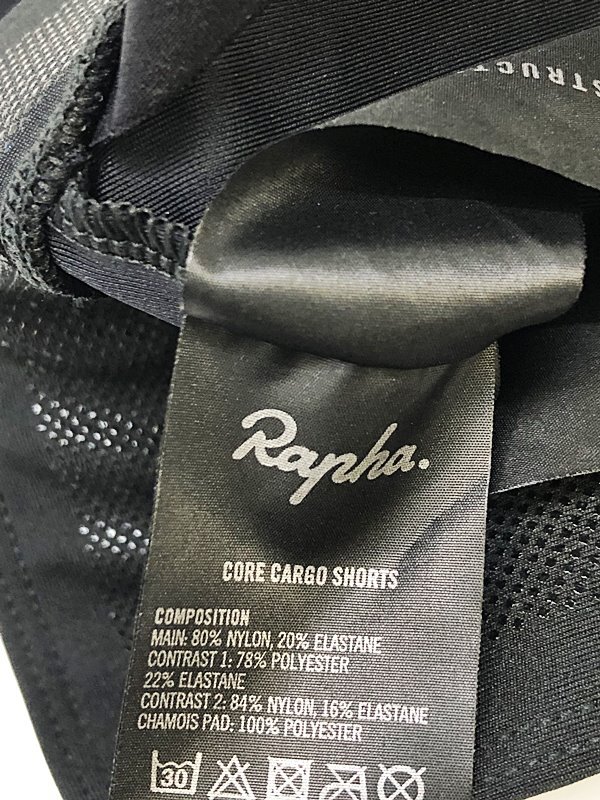 STRUCT
Rapha.
CORE CARGO SHORTS
COMPOSITION
MAIN: 80% NYLON, 20% ELASTANE
CONTRAST 1: 78% POLYESTER
22% ELASTANE
CONTRAST 2: 84% NYLON, 16% ELASTANE
CHAMOIS PAD: 100% POLYESTER
30